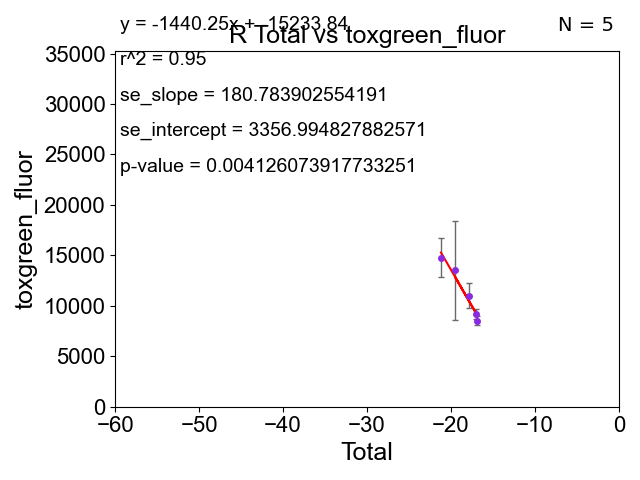 y = -1440.25x + -15233.84, N = 5
R Total vs toxgreen_fluor
r^2 = 0.95
se_slope = 180.783902554191
se_intercept = 3356.994827882571
p-value = 0.004126073917733251
35000
30000
25000
20000
15000
10000
5000
0
toxgreen_fluor
−60 −50 −40 −30 −20 −10 0
Total